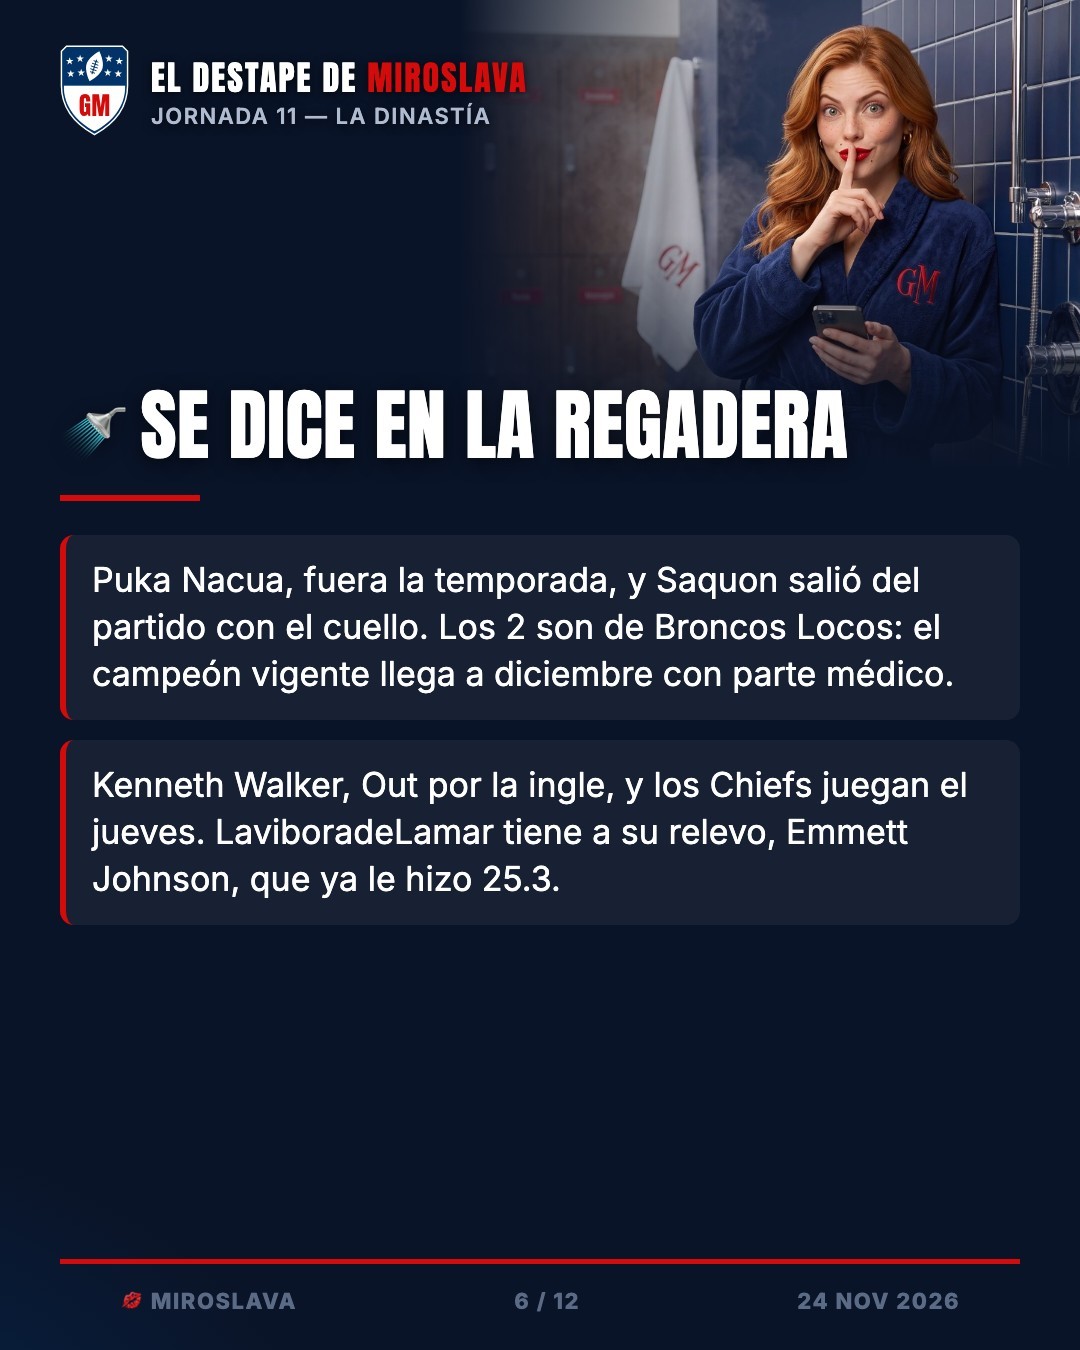 GM
EL DESTAPE DE MIROSLAVA
JORNADA 11 — LA DINASTÍA
GM
GM
SE DICE EN LA REGADERA
Puka Nacua, fuera la temporada, y Saquon salió del
partido con el cuello. Los 2 son de Broncos Locos: el
campeón vigente llega a diciembre con parte médico.
Kenneth Walker, Out por la ingle, y los Chiefs juegan el
jueves. LaviboradeLamar tiene a su relevo, Emmett
Johnson, que ya le hizo 25.3.
MIROSLAVA
6 / 12
24 NOV 2026